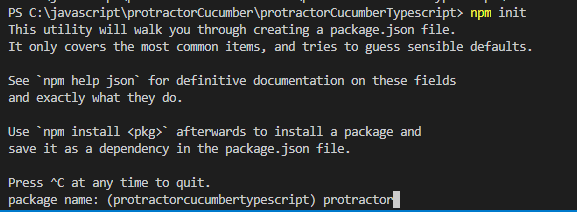 PS C:\javascript\protractorCucumber\protractorCucumberTypescript> npm init
This utility will walk you through creating a package.json file.
It only covers the most common items, and tries to guess sensible defaults.
See `npm help json` for definitive documentation on these fields
and exactly what they do.
Use `npm install <pkg>` afterwards to install a package and
save it as a dependency in the package.json file.
Press ^C at any time to quit.
package name: (protractorcucumbertypescript) protractor